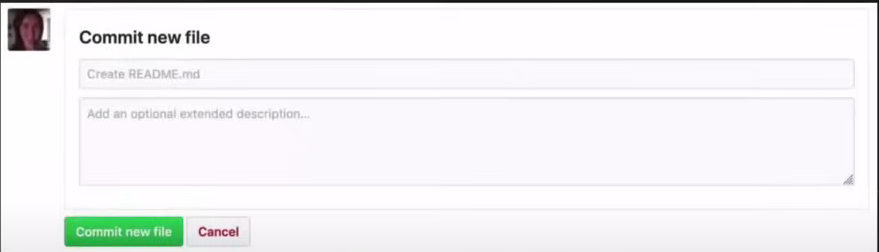 Commit new file
Create README.md
Add an optional extended description...
Commit new file
Cancel